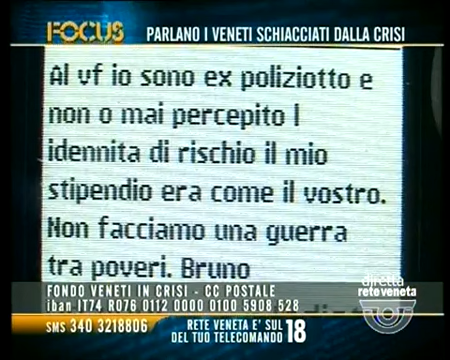 FOCUS
PARLANO I VENETI SCHIACCIATI DALLA CRISI
Al vf io sono ex poliziotto e
non o mai percepito l
idennita di rischio il mio
stipendio era come il vostro.
Non facciamo una guerra
tra poveri. Bruno
diretta
reteveneta
FONDO VENETI IN CRISI - CC POSTALE
iban IT74 R076 0112 0000 0100 5908 528
SMS 340 3218806
RETE VENETA E' SUL
DEL TUO TELECOMANDO 18